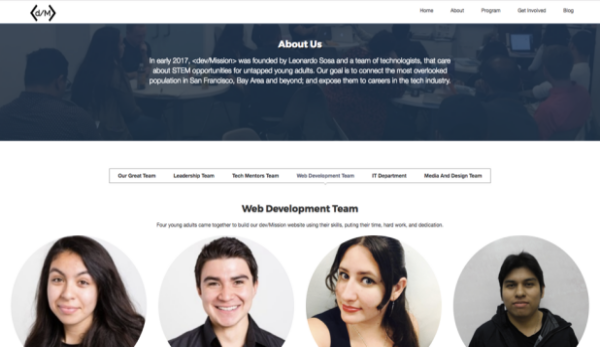 d/M
Home About Program Get Involved Blog
About Us
In early 2017, <dev/Mission> was founded by Leonardo Sosa and a team of technologists, that care
about STEM opportunities for untapped young adults. Our goal is to connect the most overlooked
population in San Francisco, Bay Area and beyond; and expose them to careers in the tech industry.
Our Great Team Leadership Team Tech Mentors Team Web Development Team IT Department Media And Design Team
Web Development Team
Four young adults came together to build our dev/Mission website using their skills, puting their time, hard work, and dedication.